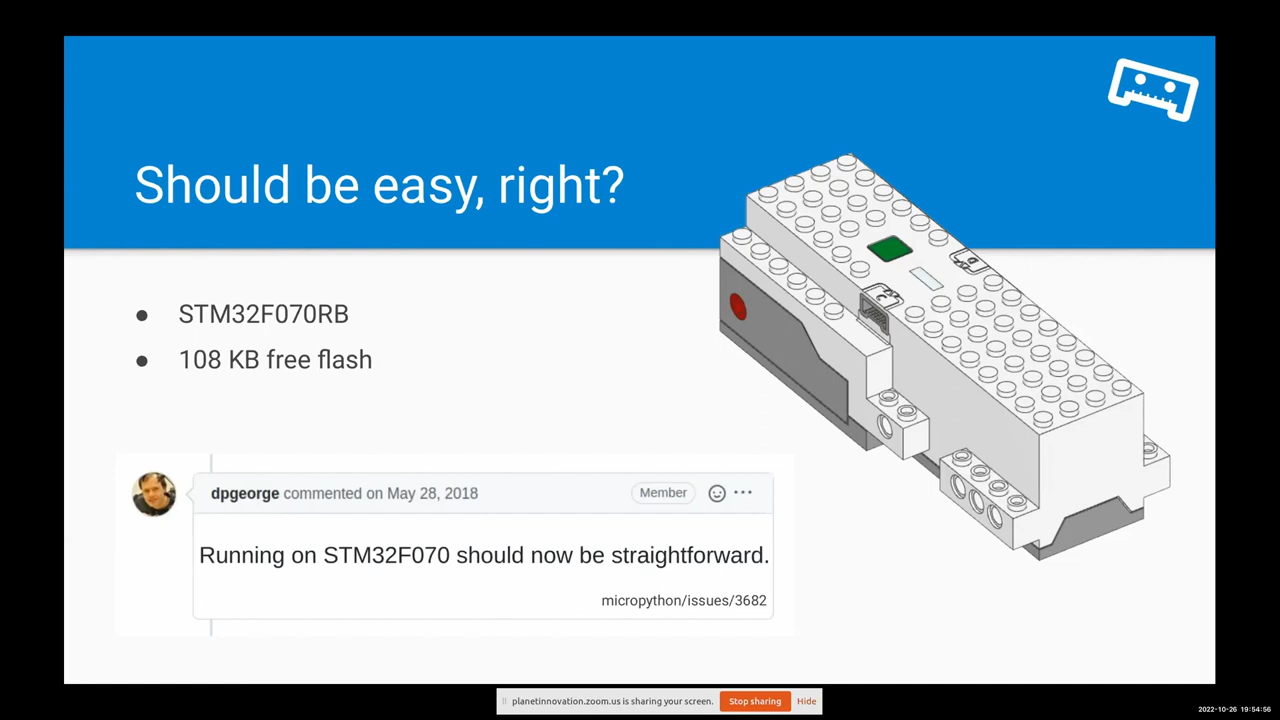 Should be easy, right?
● STM32F070RB
● 108 KB free flash
dpgeorge commented on May 28, 2018 Member ...
Running on STM32F070 should now be straightforward.
micropython/issues/3682
planetinnovation.zoom.us is sharing your screen. Stop sharing Hide
2022-10-26 19:54:56